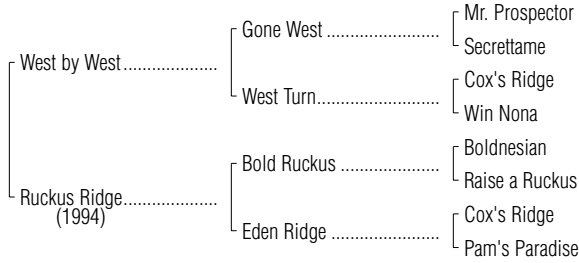 Mr. Prospector
Gone West ........................
Secrettame
West by West....................
Cox's Ridge
West Turn..........................
Win Nona
Boldnesian
Bold Ruckus .....................
Raise a Ruckus
Ruckus Ridge....................
(1994)
Cox's Ridge
Eden Ridge .......................
Pam's Paradise